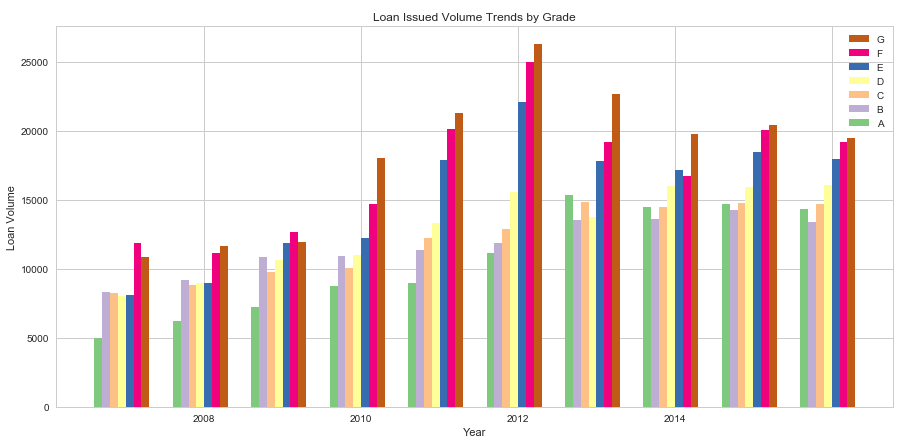 Loan Issued Volume Trends by Grade
G
F
E
D
C
B
A
25000
20000
15000
10000
5000
0
Loan Volume
2008
2010
2012
2014
Year